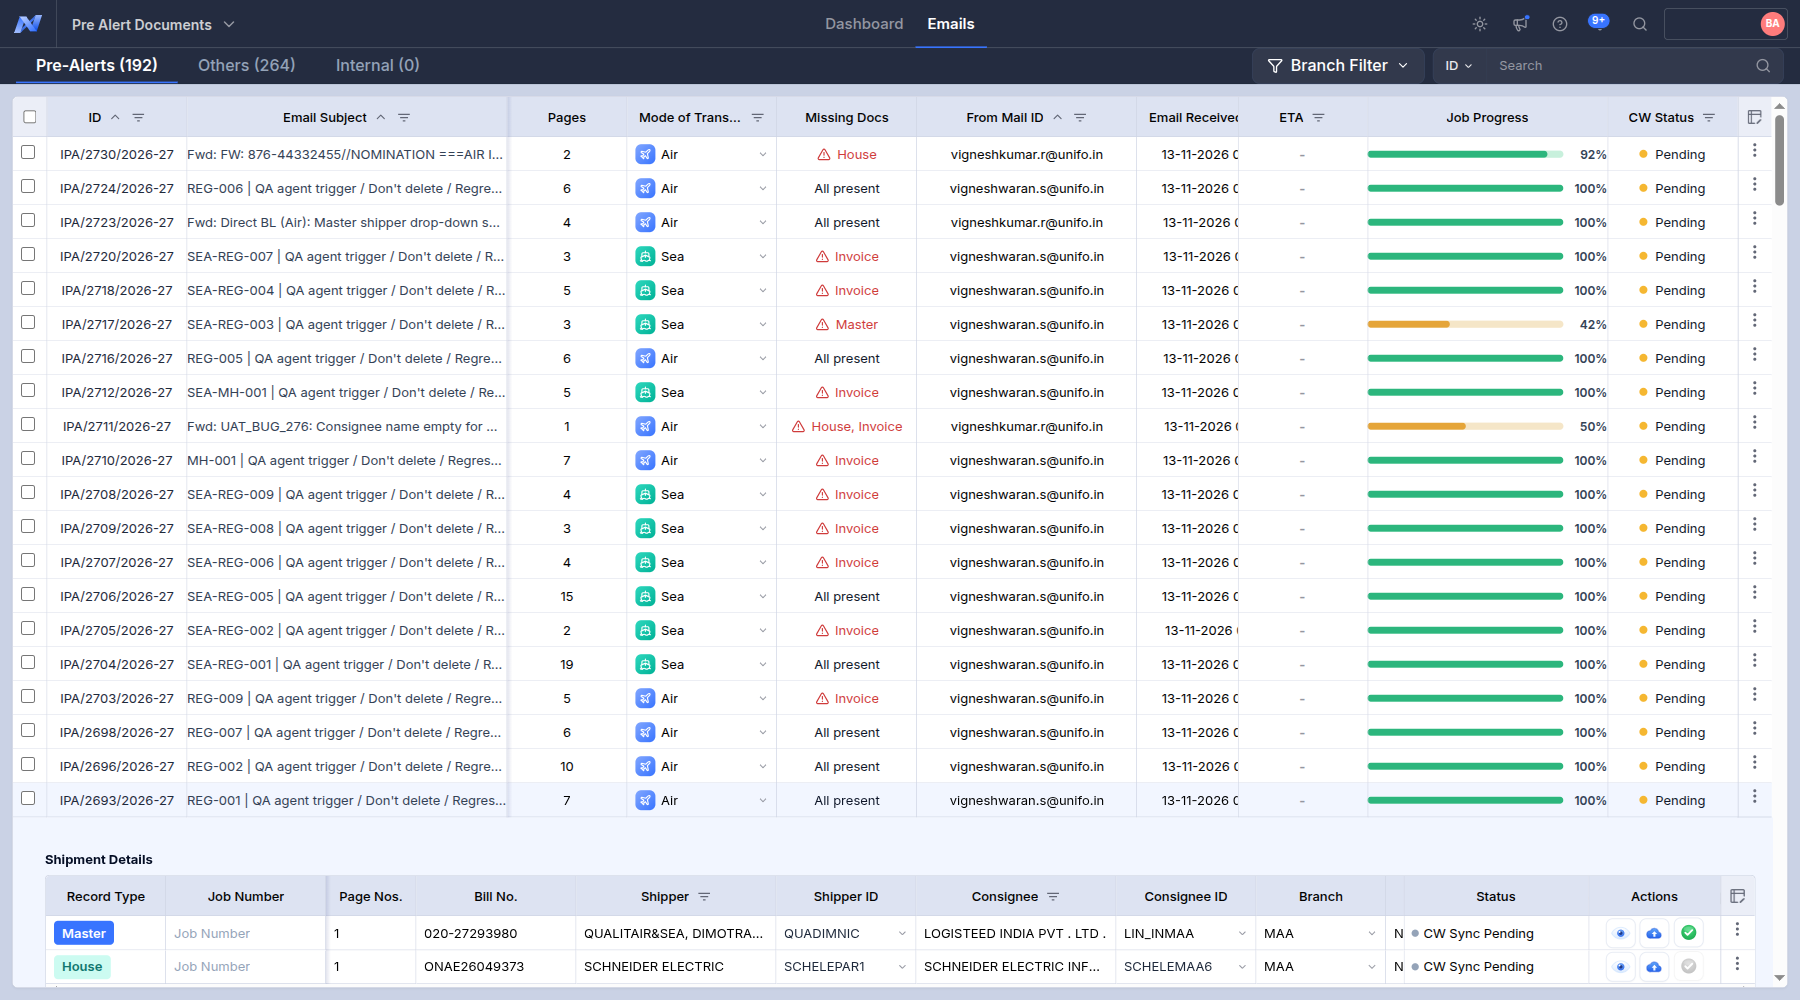 Pre Alert Documents Dashboard Emails 9+ BA
Pre-Alerts (192) Others (264) Internal (0) Branch Filter ID Search
ID Email Subject Pages Mode of Trans... Missing Docs From Mail ID Email Received ETA Job Progress CW Status
IPA/2730/2026-27 Fwd: FW: 876-44332455//NOMINATION ===AIR I... 2 Air House vigneshkumar.r@unifo.in 13-11-2026 0 - 92% Pending
IPA/2724/2026-27 REG-006 | QA agent trigger / Don't delete / Regre... 6 Air All present vigneshwaran.s@unifo.in 13-11-2026 0 - 100% Pending
IPA/2723/2026-27 Fwd: Direct BL (Air): Master shipper drop-down s... 4 Air All present vigneshkumar.r@unifo.in 13-11-2026 0 - 100% Pending
IPA/2720/2026-27 SEA-REG-007 | QA agent trigger / Don't delete / R... 3 Sea Invoice vigneshwaran.s@unifo.in 13-11-2026 0 - 100% Pending
IPA/2718/2026-27 SEA-REG-004 | QA agent trigger / Don't delete / R... 5 Sea Invoice vigneshwaran.s@unifo.in 13-11-2026 0 - 100% Pending
IPA/2717/2026-27 SEA-REG-003 | QA agent trigger / Don't delete / R... 3 Sea Master vigneshwaran.s@unifo.in 13-11-2026 0 - 42% Pending
IPA/2716/2026-27 REG-005 | QA agent trigger / Don't delete / Regre... 6 Air All present vigneshwaran.s@unifo.in 13-11-2026 0 - 100% Pending
IPA/2712/2026-27 SEA-MH-001 | QA agent trigger / Don't delete / Re... 5 Sea Invoice vigneshwaran.s@unifo.in 13-11-2026 0 - 100% Pending
IPA/2711/2026-27 Fwd: UAT_BUG_276: Consignee name empty for ... 1 Air House, Invoice vigneshkumar.r@unifo.in 13-11-2026 0 - 50% Pending
IPA/2710/2026-27 MH-001 | QA agent trigger / Don't delete / Regres... 7 Air Invoice vigneshwaran.s@unifo.in 13-11-2026 0 - 100% Pending
IPA/2708/2026-27 SEA-REG-009 | QA agent trigger / Don't delete / R... 4 Sea Invoice vigneshwaran.s@unifo.in 13-11-2026 0 - 100% Pending
IPA/2709/2026-27 SEA-REG-008 | QA agent trigger / Don't delete / R... 3 Sea Invoice vigneshwaran.s@unifo.in 13-11-2026 0 - 100% Pending
IPA/2707/2026-27 SEA-REG-006 | QA agent trigger / Don't delete / R... 4 Sea Invoice vigneshwaran.s@unifo.in 13-11-2026 0 - 100% Pending
IPA/2706/2026-27 SEA-REG-005 | QA agent trigger / Don't delete / R... 15 Sea All present vigneshwaran.s@unifo.in 13-11-2026 0 - 100% Pending
IPA/2705/2026-27 SEA-REG-002 | QA agent trigger / Don't delete / R... 2 Sea Invoice vigneshwaran.s@unifo.in 13-11-2026 - 100% Pending
IPA/2704/2026-27 SEA-REG-001 | QA agent trigger / Don't delete / R... 19 Sea All present vigneshwaran.s@unifo.in 13-11-2026 0 - 100% Pending
IPA/2703/2026-27 REG-009 | QA agent trigger / Don't delete / Regre... 5 Air Invoice vigneshwaran.s@unifo.in 13-11-2026 0 - 100% Pending
IPA/2698/2026-27 REG-007 | QA agent trigger / Don't delete / Regre... 6 Air All present vigneshwaran.s@unifo.in 13-11-2026 0 - 100% Pending
IPA/2696/2026-27 REG-002 | QA agent trigger / Don't delete / Regre... 10 Air All present vigneshwaran.s@unifo.in 13-11-2026 0 - 100% Pending
IPA/2693/2026-27 REG-001 | QA agent trigger / Don't delete / Regres... 7 Air All present vigneshwaran.s@unifo.in 13-11-2026 0 - 100% Pending
Shipment Details
Record Type Job Number Page Nos. Bill No. Shipper Shipper ID Consignee Consignee ID Branch Status Actions
Master Job Number 1 020-27293980 QUALITAIR&SEA, DIMOTRA... QUADIMNIC LOGISTEED INDIA PVT . LTD . LIN_INMAA MAA N CW Sync Pending
House Job Number 1 ONAE26049373 SCHNEIDER ELECTRIC SCHELEPAR1 SCHNEIDER ELECTRIC INF... SCHELEMAA6 MAA N CW Sync Pending